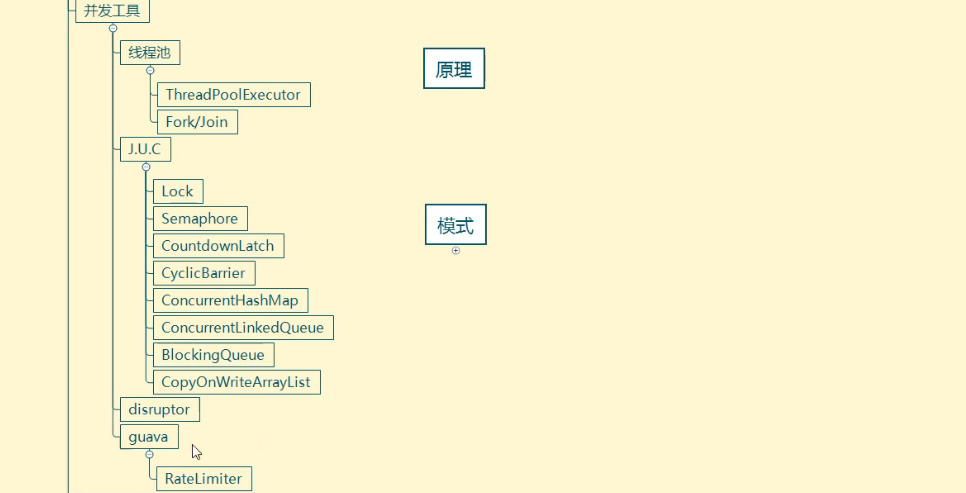 并发工具
线程池
ThreadPoolExecutor
Fork/Join
J.U.C
Lock
Semaphore
CountdownLatch
CyclicBarrier
ConcurrentHashMap
ConcurrentLinkedQueue
BlockingQueue
CopyOnWriteArrayList
disruptor
guava
RateLimiter
原理
模式